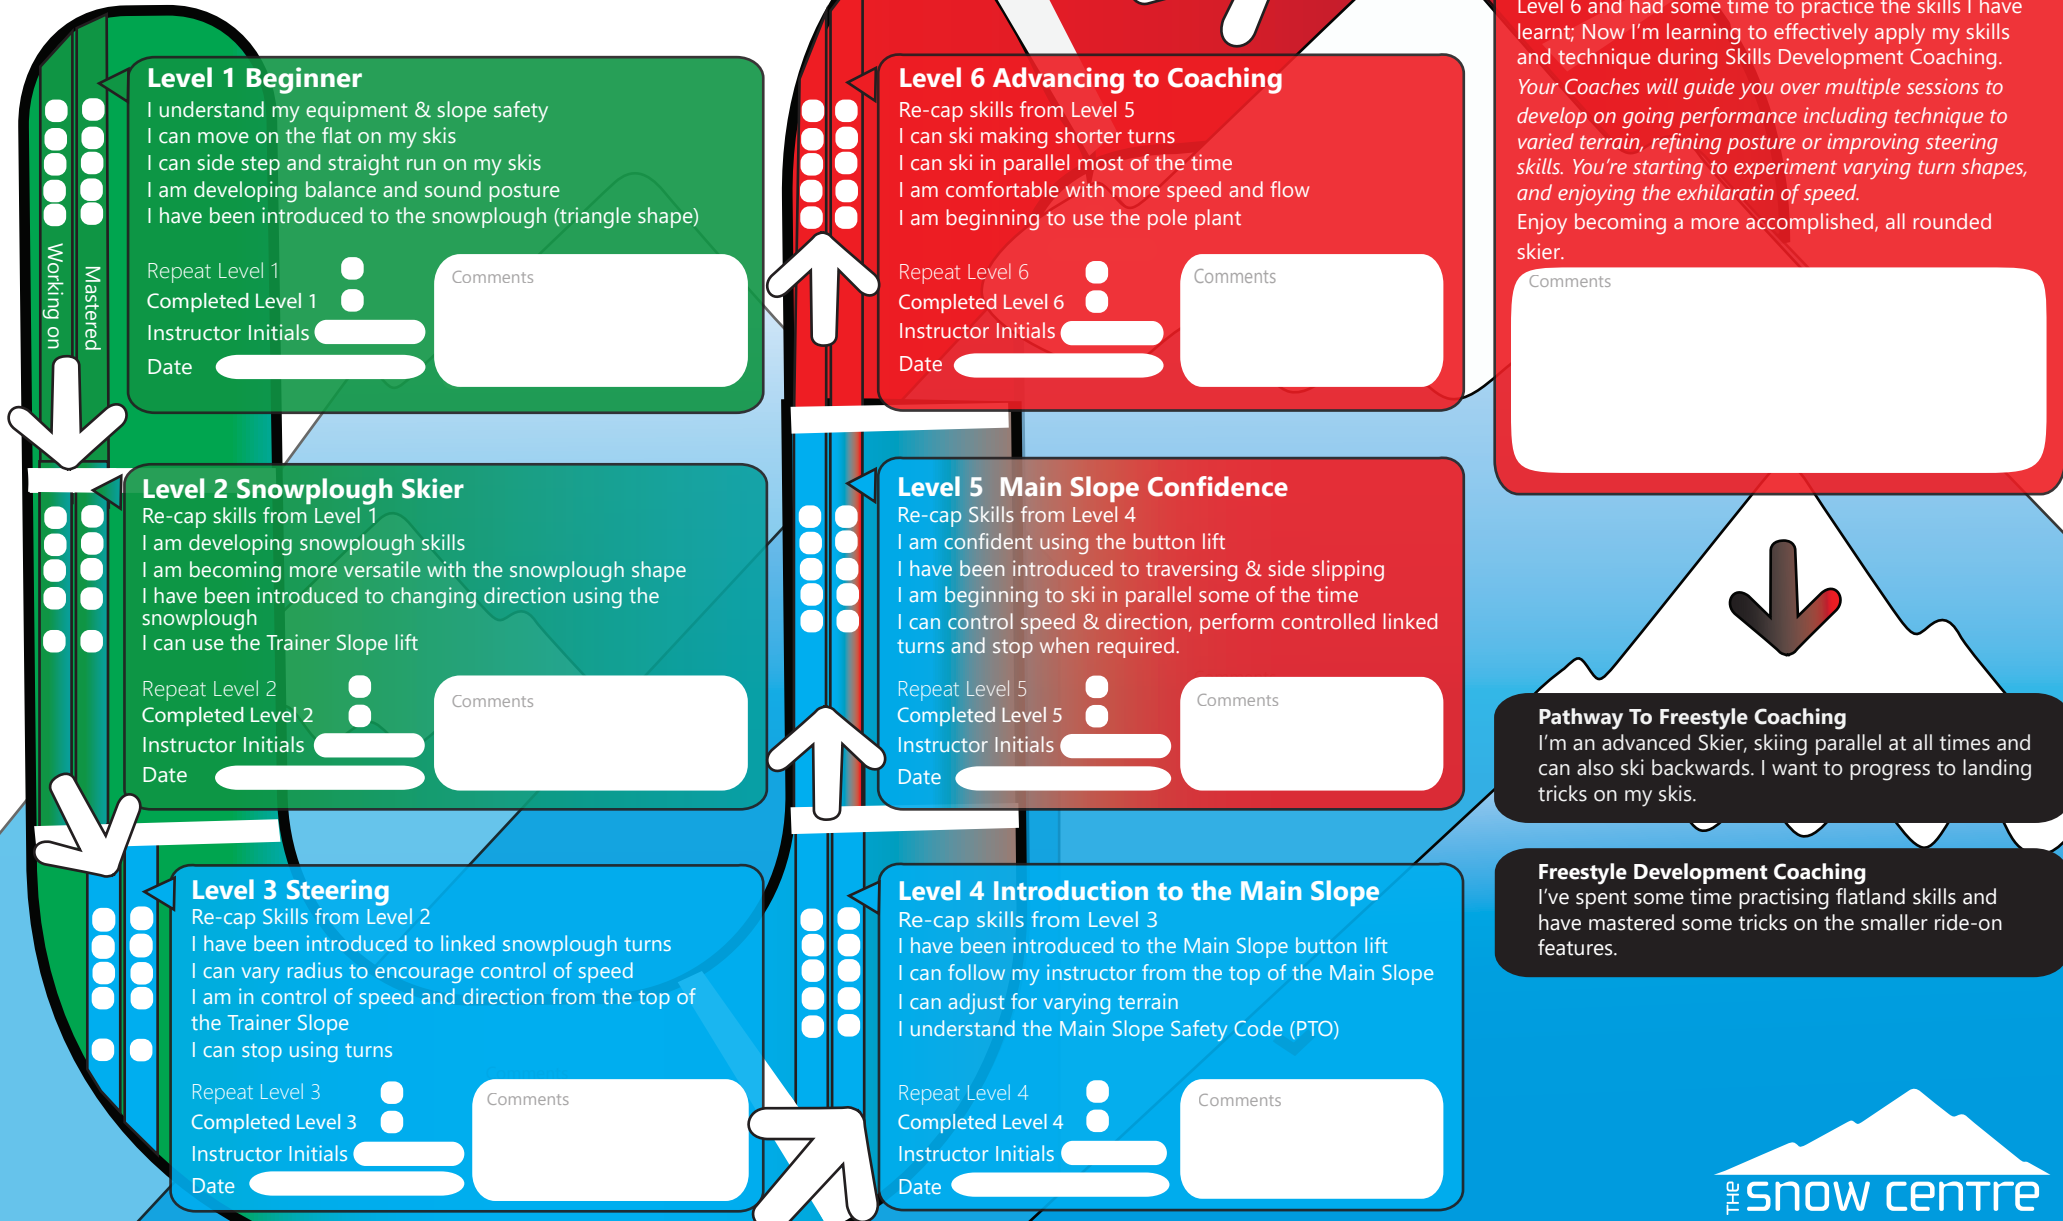 Level 1 Beginner
I understand my equipment & slope safety
I can move on the flat on my skis
I can side step and straight run on my skis
I am developing balance and sound posture
I have been introduced to the snowplough (triangle shape)
Working on
Mastered
Repeat Level 1
Completed Level 1
Instructor Initials
Date
Comments
Level 2 Snowplough Skier
Re-cap skills from Level 1
I am developing snowplough skills
I am becoming more versatile with the snowplough shape
I have been introduced to changing direction using the
snowplough
I can use the Trainer Slope lift
Repeat Level 2
Completed Level 2
Instructor Initials
Date
Comments
Level 3 Steering
Re-cap Skills from Level 2
I have been introduced to linked snowplough turns
I can vary radius to encourage control of speed
I am in control of speed and direction from the top of
the Trainer Slope
I can stop using turns
Repeat Level 3
Completed Level 3
Instructor Initials
Date
Comments
Level 4 Introduction to the Main Slope
Re-cap skills from Level 3
I have been introduced to the Main Slope button lift
I can follow my instructor from the top of the Main Slope
I can adjust for varying terrain
I understand the Main Slope Safety Code (PTO)
Repeat Level 4
Completed Level 4
Instructor Initials
Date
Comments
Level 5 Main Slope Confidence
Re-cap Skills from Level 4
I am confident using the button lift
I have been introduced to traversing & side slipping
I am beginning to ski in parallel some of the time
I can control speed & direction, perform controlled linked
turns and stop when required.
Repeat Level 5
Completed Level 5
Instructor Initials
Date
Comments
Level 6 Advancing to Coaching
Re-cap skills from Level 5
I can ski making shorter turns
I can ski in parallel most of the time
I am comfortable with more speed and flow
I am beginning to use the pole plant
Repeat Level 6
Completed Level 6
Instructor Initials
Date
Comments
Level 6 and had some time to practice the skills I have
learnt; Now I'm learning to effectively apply my skills
and technique during Skills Development Coaching.
Your Coaches will guide you over multiple sessions to
develop on going performance including technique to
varied terrain, refining posture or improving steering
skills. You're starting to experiment varying turn shapes,
and enjoying the exhilaratin of speed.
Enjoy becoming a more accomplished, all rounded
skier.
Comments
Pathway To Freestyle Coaching
I'm an advanced Skier, skiing parallel at all times and
can also ski backwards. I want to progress to landing
tricks on my skis.
Freestyle Development Coaching
I've spent some time practising flatland skills and
have mastered some tricks on the smaller ride-on
features.
THE SNOW CENTRE